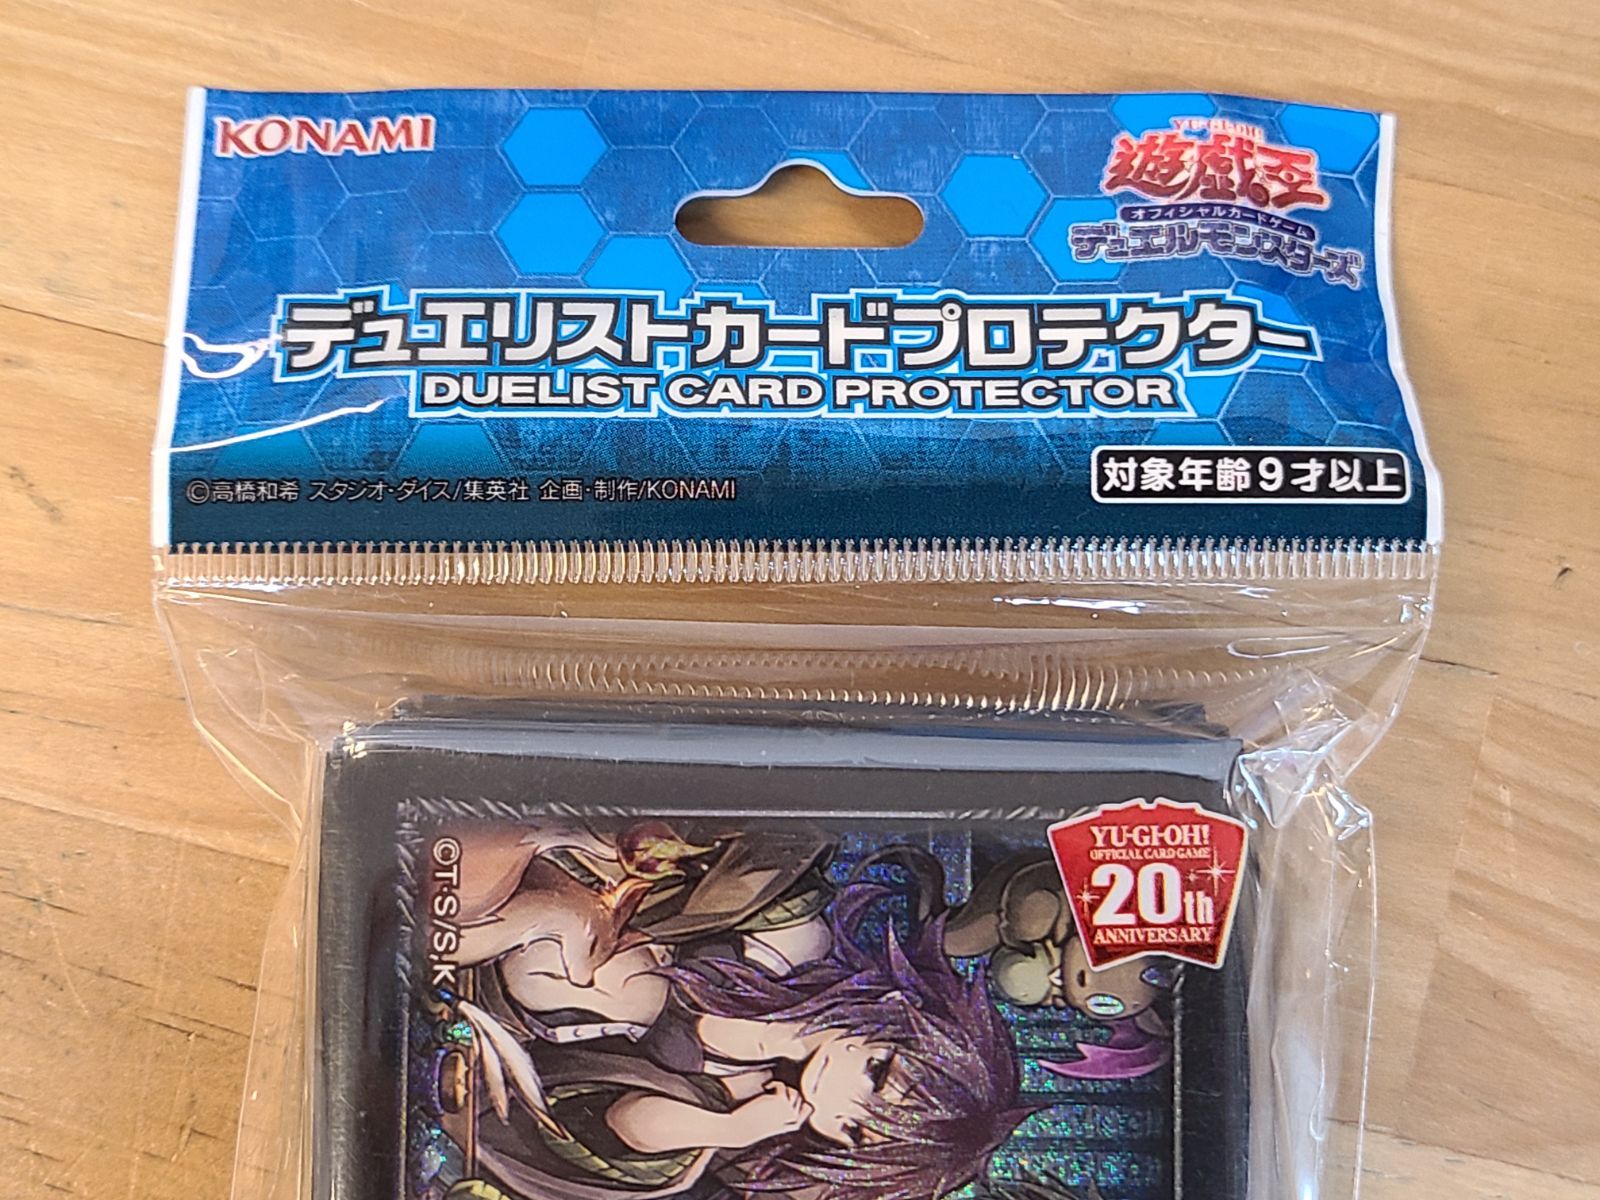 KONAMI
YU-GI-OH!
遊戯王
オフィシャルカードゲーム
デュエルモンスターズ
デュエリストカードプロテクター
DUELIST CARD PROTECTOR
©高橋和希 スタジオ・ダイス/集英社 企画・制作/KONAMI
対象年齢9才以上
YU-GI-OH!
OFFICIAL CARD GAME
20th
ANNIVERSARY
©T・S/S,K